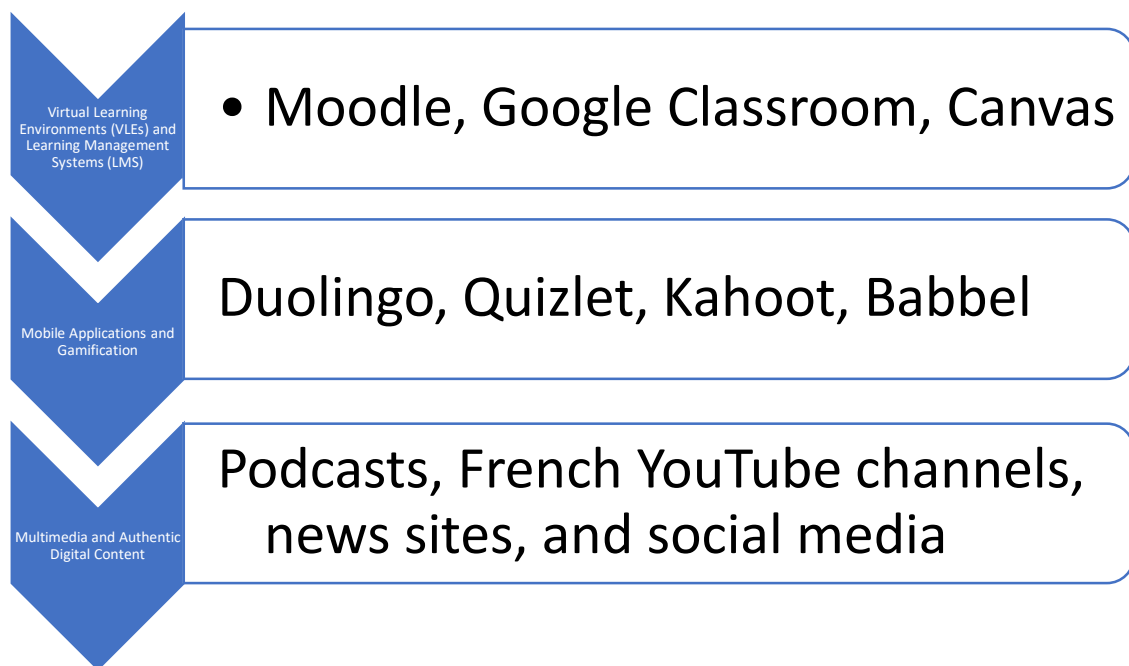 Virtual Learning
Environments (VLEs) and
Learning Management
Systems (LMS)
• Moodle, Google Classroom, Canvas
Mobile Applications and
Gamification
Duolingo, Quizlet, Kahoot, Babbel
Multimedia and Authentic
Digital Content
Podcasts, French YouTube channels,
news sites, and social media